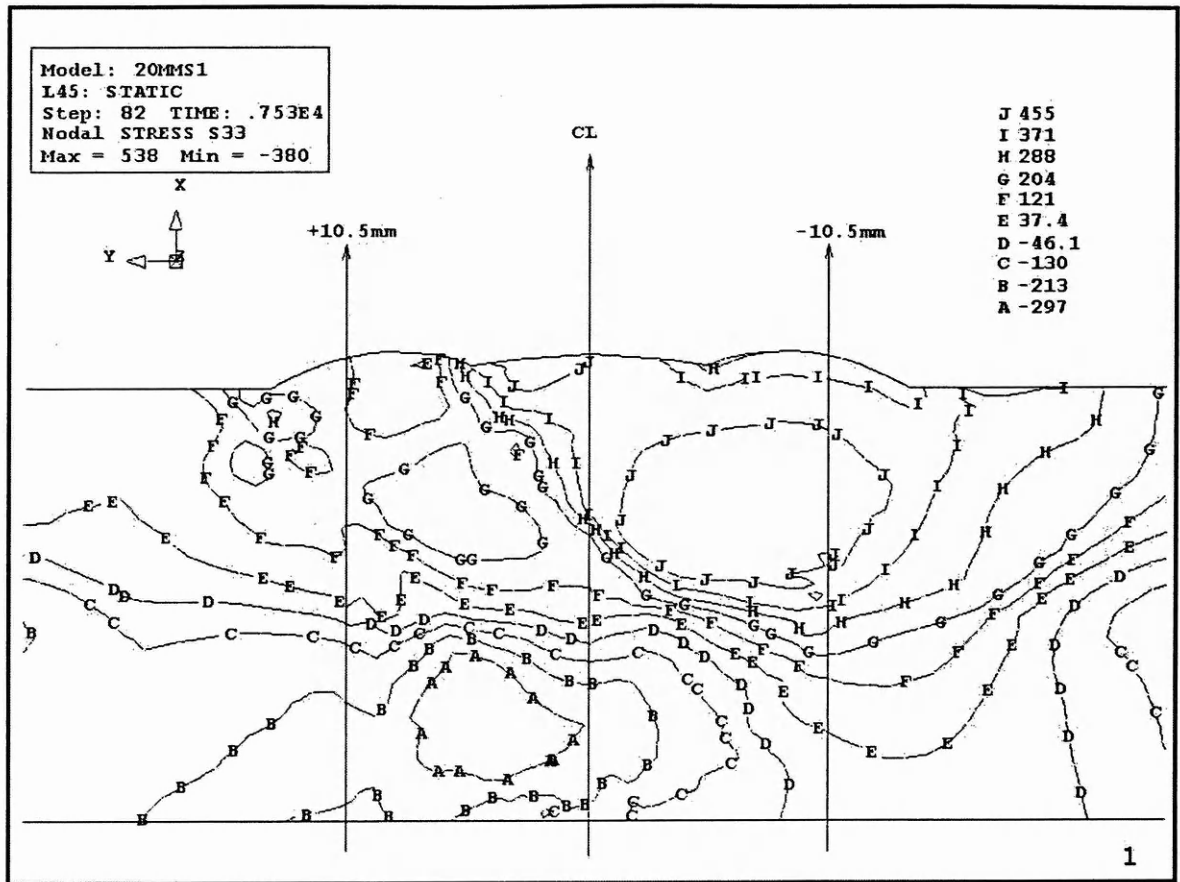 Model: 20MMS1
L45: STATIC
Step: 82 TIME: .753E4
Nodal STRESS S33
Max = 538 Min = -380
X
Y
Z
CL
+10.5mm
-10.5mm
J 455
I 371
H 288
G 204
F 121
E 37.4
D -46.1
C -130
B -213
A -297
1